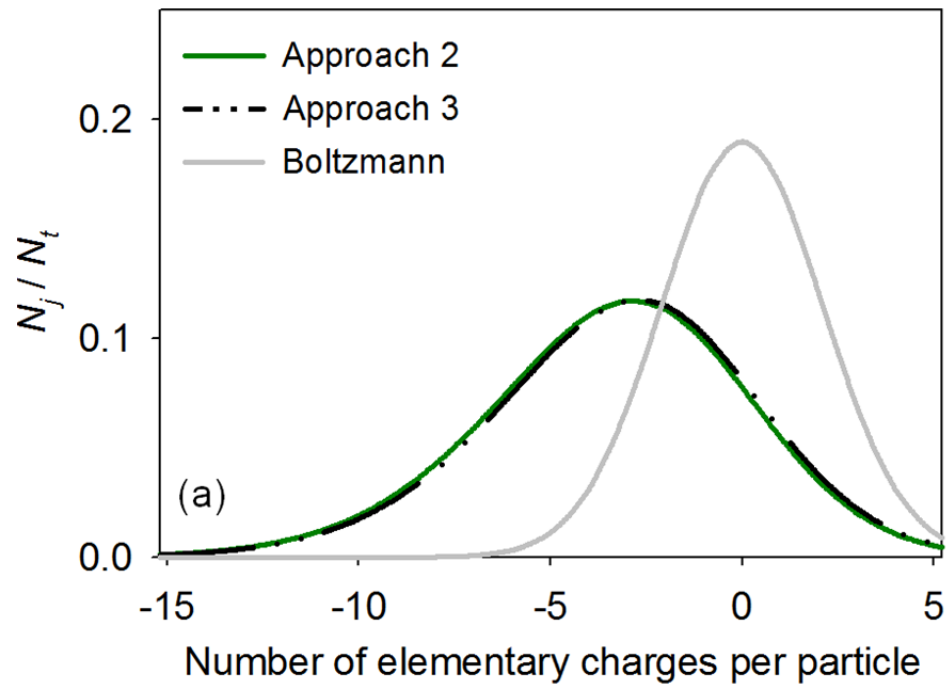 Approach 2
Approach 3
Boltzmann
0.2
0.1
0.0
N_j / N_t
(a)
-15 -10 -5 0 5
Number of elementary charges per particle